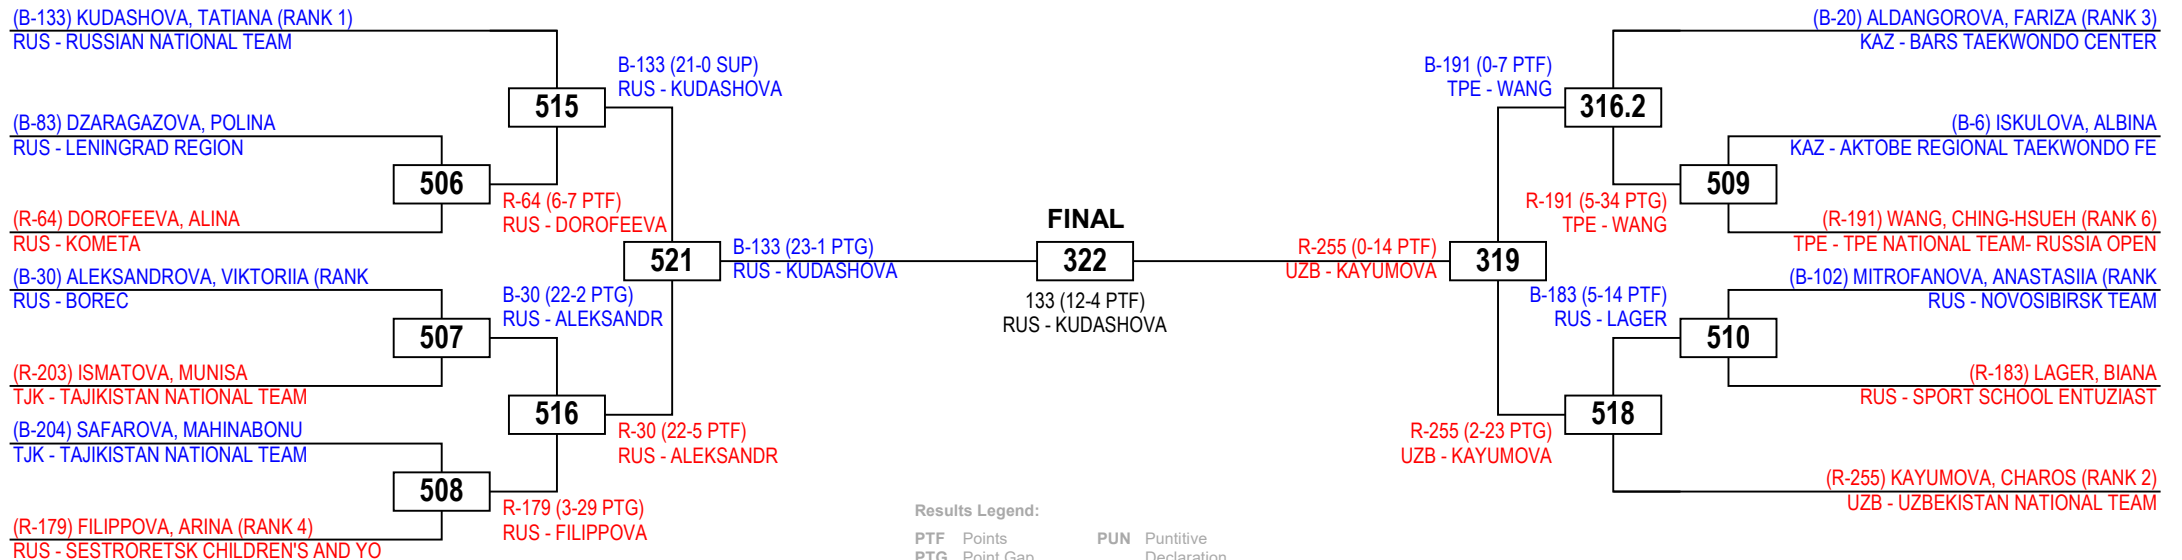 (B-133) KUDASHOVA, TATIANA (RANK 1)
RUS - RUSSIAN NATIONAL TEAM
(B-83) DZARAGAZOVA, POLINA
RUS - LENINGRAD REGION
(R-64) DOROFEEVA, ALINA
RUS - KOMETA
(B-30) ALEKSANDROVA, VIKTORIIA (RANK
RUS - BOREC
(R-203) ISMATOVA, MUNISA
TJK - TAJIKISTAN NATIONAL TEAM
(B-204) SAFAROVA, MAHINABONU
TJK - TAJIKISTAN NATIONAL TEAM
(R-179) FILIPPOVA, ARINA (RANK 4)
RUS - SESTRORETSK CHILDREN'S AND YO
506
507
508
R-64 (6-7 PTF)
RUS - DOROFEEVA
B-30 (22-2 PTG)
RUS - ALEKSANDR
R-179 (3-29 PTG)
RUS - FILIPPOVA
515
516
B-133 (21-0 SUP)
RUS - KUDASHOVA
R-30 (22-5 PTF)
RUS - ALEKSANDR
521
B-133 (23-1 PTG)
RUS - KUDASHOVA
FINAL
322
133 (12-4 PTF)
RUS - KUDASHOVA
R-255 (0-14 PTF)
UZB - KAYUMOVA
319
B-191 (0-7 PTF)
TPE - WANG
R-255 (2-23 PTG)
UZB - KAYUMOVA
316.2
518
R-191 (5-34 PTG)
TPE - WANG
B-183 (5-14 PTF)
RUS - LAGER
509
510
(B-20) ALDANGOROVA, FARIZA (RANK 3)
KAZ - BARS TAEKWONDO CENTER
(B-6) ISKULOVA, ALBINA
KAZ - AKTOBE REGIONAL TAEKWONDO FE
(R-191) WANG, CHING-HSUEH (RANK 6)
TPE - TPE NATIONAL TEAM- RUSSIA OPEN
(B-102) MITROFANOVA, ANASTASIIA (RANK
RUS - NOVOSIBIRSK TEAM
(R-183) LAGER, BIANA
RUS - SPORT SCHOOL ENTUZIAST
(R-255) KAYUMOVA, CHAROS (RANK 2)
UZB - UZBEKISTAN NATIONAL TEAM
Results Legend:
PTF Points PUN Puntitive
PTG Point Gap Declaration